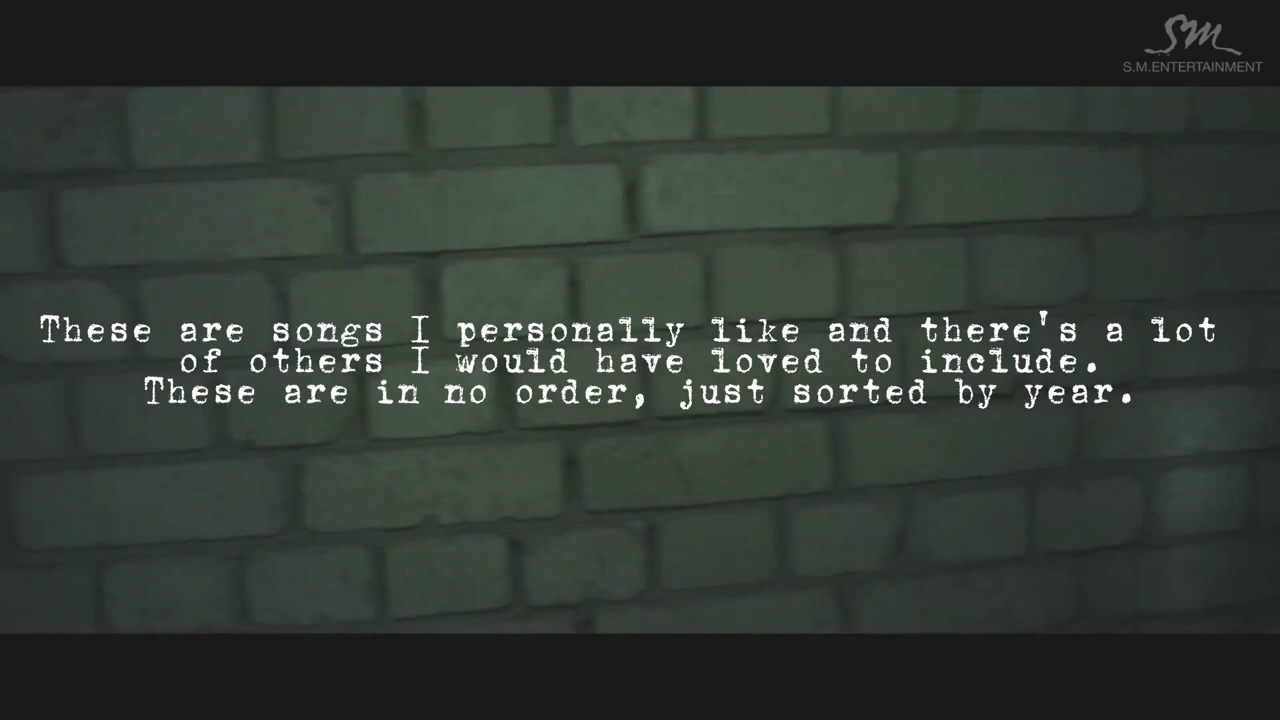 SM
S.M.ENTERTAINMENT
These are songs I personally like and there's a lot
of others I would have loved to include.
These are in no order, just sorted by year.